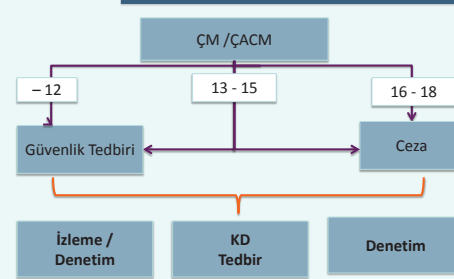 ÇM /ÇACM
– 12
13 - 15
16 - 18
Güvenlik Tedbiri
Ceza
İzleme /
Denetim
KD
Tedbir
Denetim